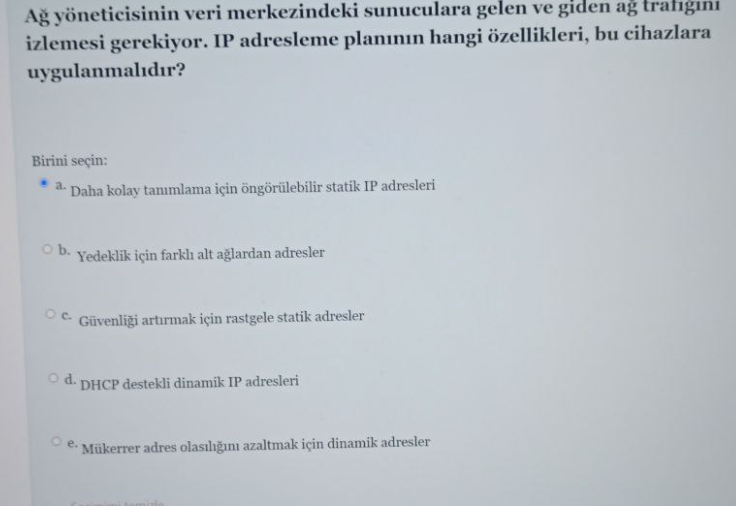 Ağ yöneticisinin veri merkezindeki sunuculara gelen ve giden ağ trafiğini
izlemesi gerekiyor. IP adresleme planının hangi özellikleri, bu cihazlara
uygulanmalıdır?
Birini seçin:
a. Daha kolay tanımlama için öngörülebilir statik IP adresleri
b. Yedeklik için farklı alt ağlardan adresler
c. Güvenliği artırmak için rastgele statik adresler
d. DHCP destekli dinamik IP adresleri
e. Mükerrer adres olasılığını azaltmak için dinamik adresler